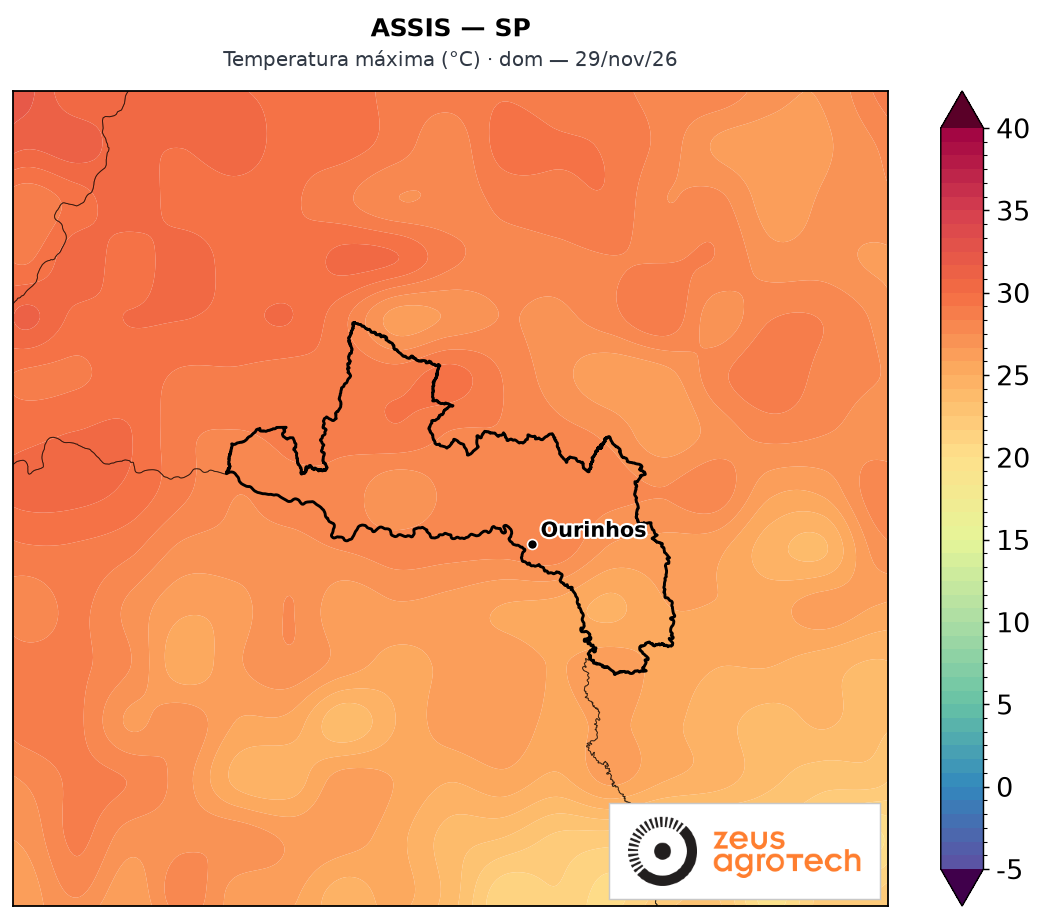 ASSIS — SP
Temperatura máxima (°C) · dom — 29/nov/26
40
35
30
25
20
15
10
5
0
-5
Ourinhos
zeus
agrotech